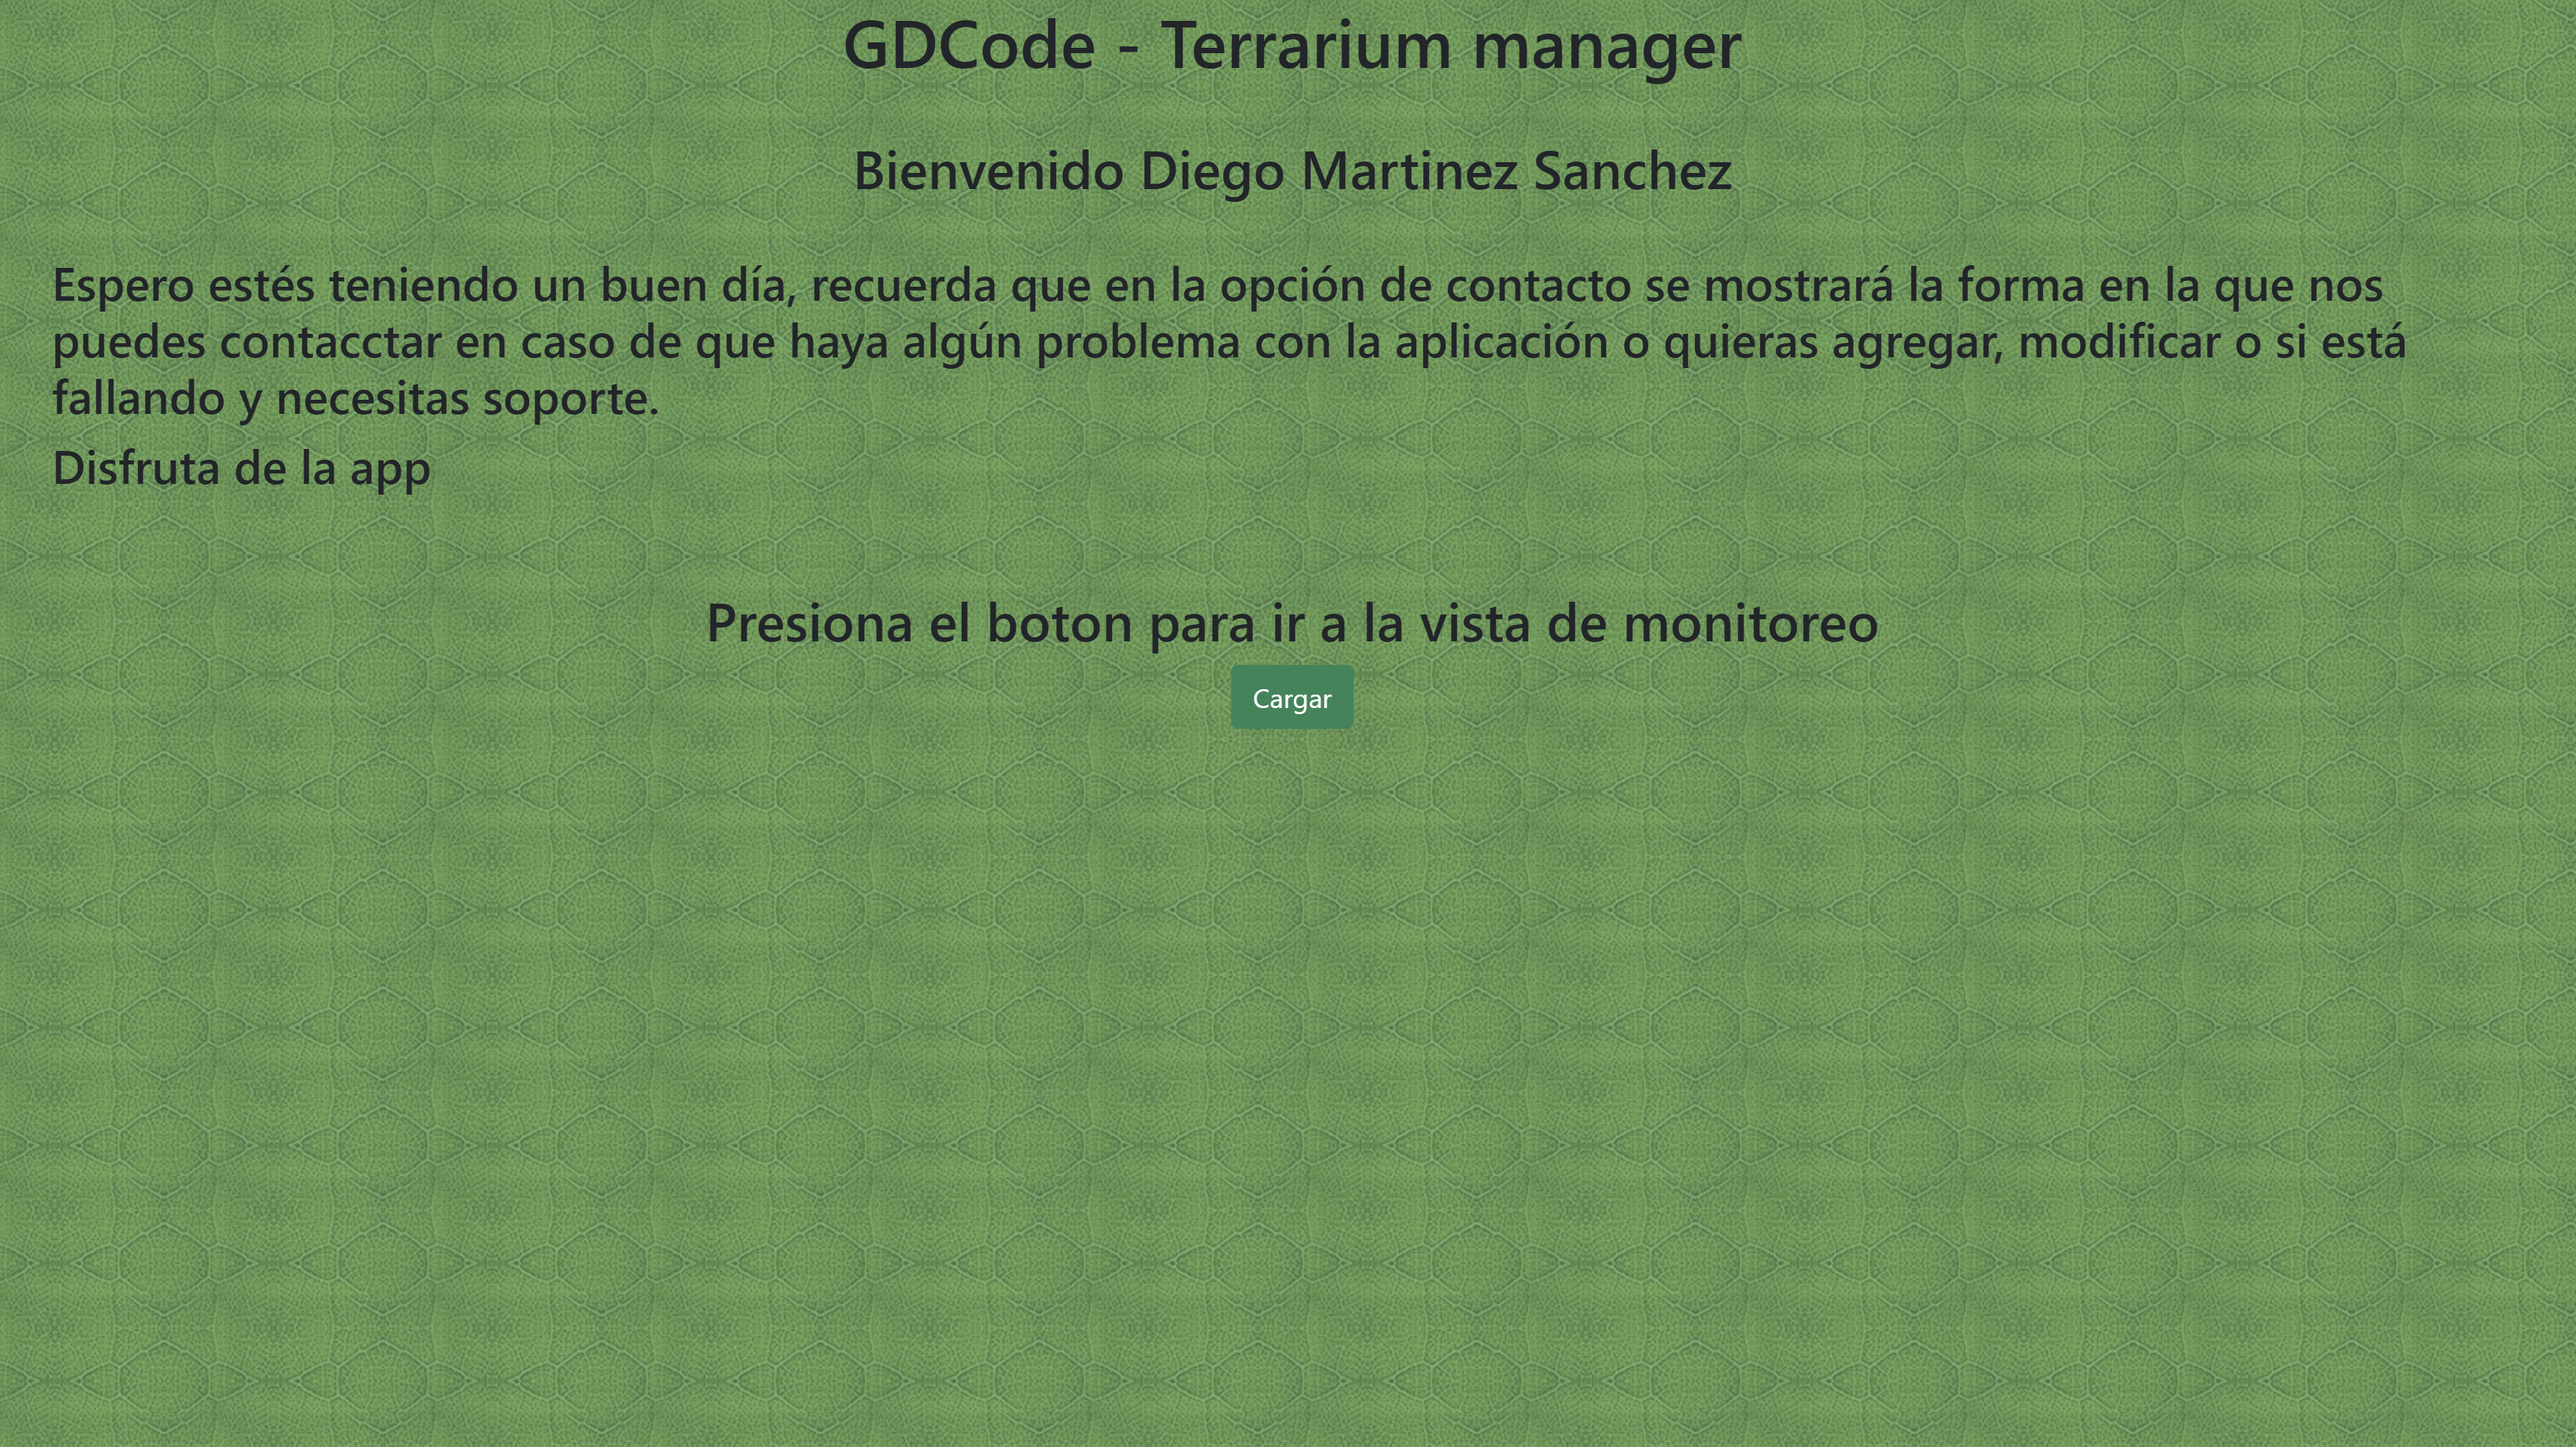 GDCode - Terrarium manager
Bienvenido Diego Martinez Sanchez
Espero estés teniendo un buen día, recuerda que en la opción de contacto se mostrará la forma en la que nos
puedes contacctar en caso de que haya algún problema con la aplicación o quieras agregar, modificar o si está
fallando y necesitas soporte.
Disfruta de la app
Presiona el boton para ir a la vista de monitoreo
Cargar